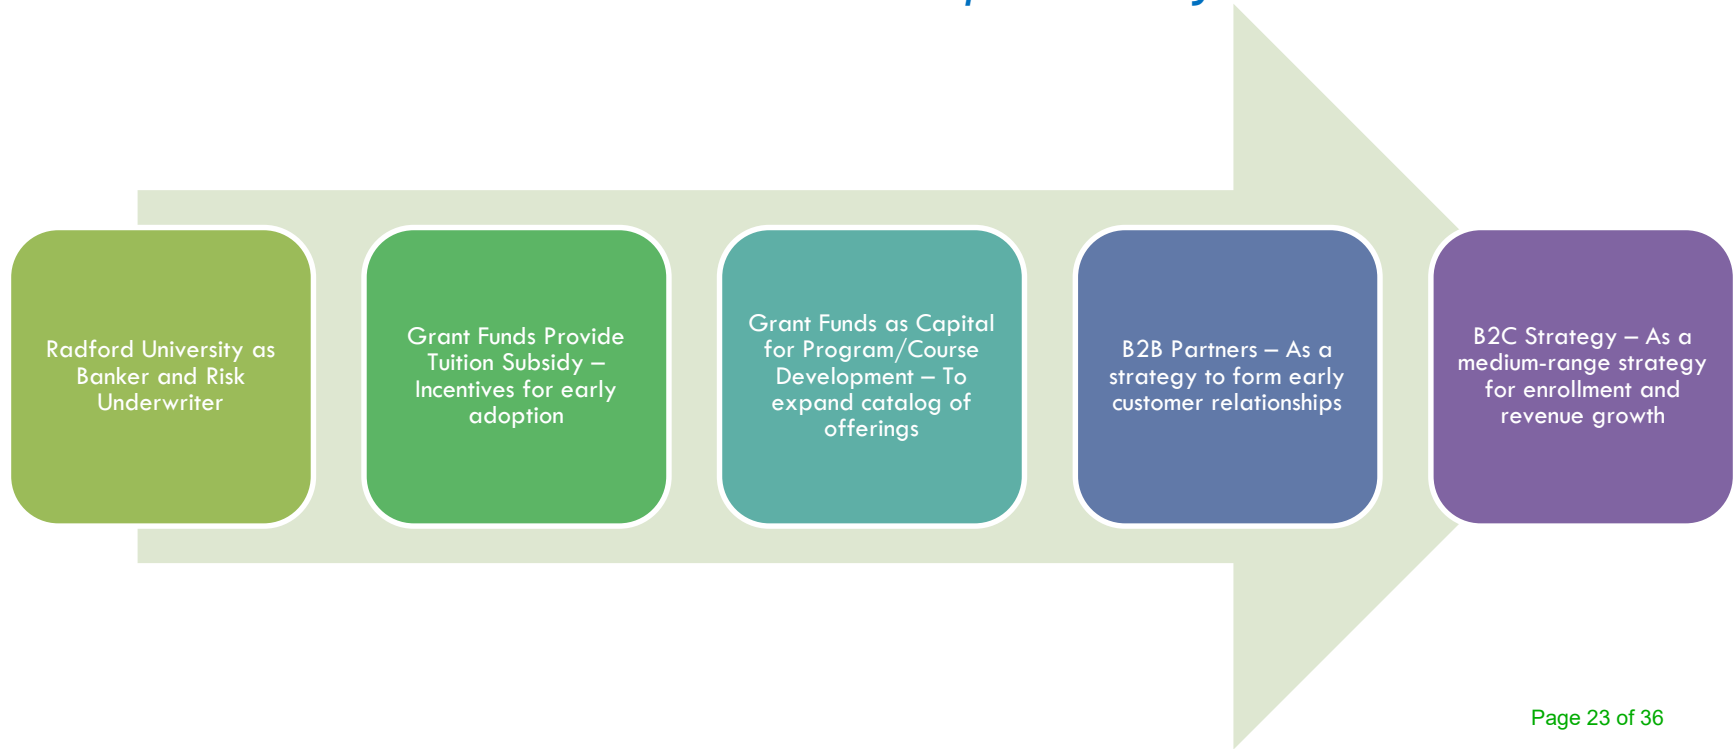 Radford University as
Banker and Risk
Underwriter
Grant Funds Provide
Tuition Subsidy –
Incentives for early
adoption
Grant Funds as Capital
for Program/Course
Development – To
expand catalog of
offerings
B2B Partners – As a
strategy to form early
customer relationships
B2C Strategy – As a
medium-range strategy
for enrollment and
revenue growth
Page 23 of 36